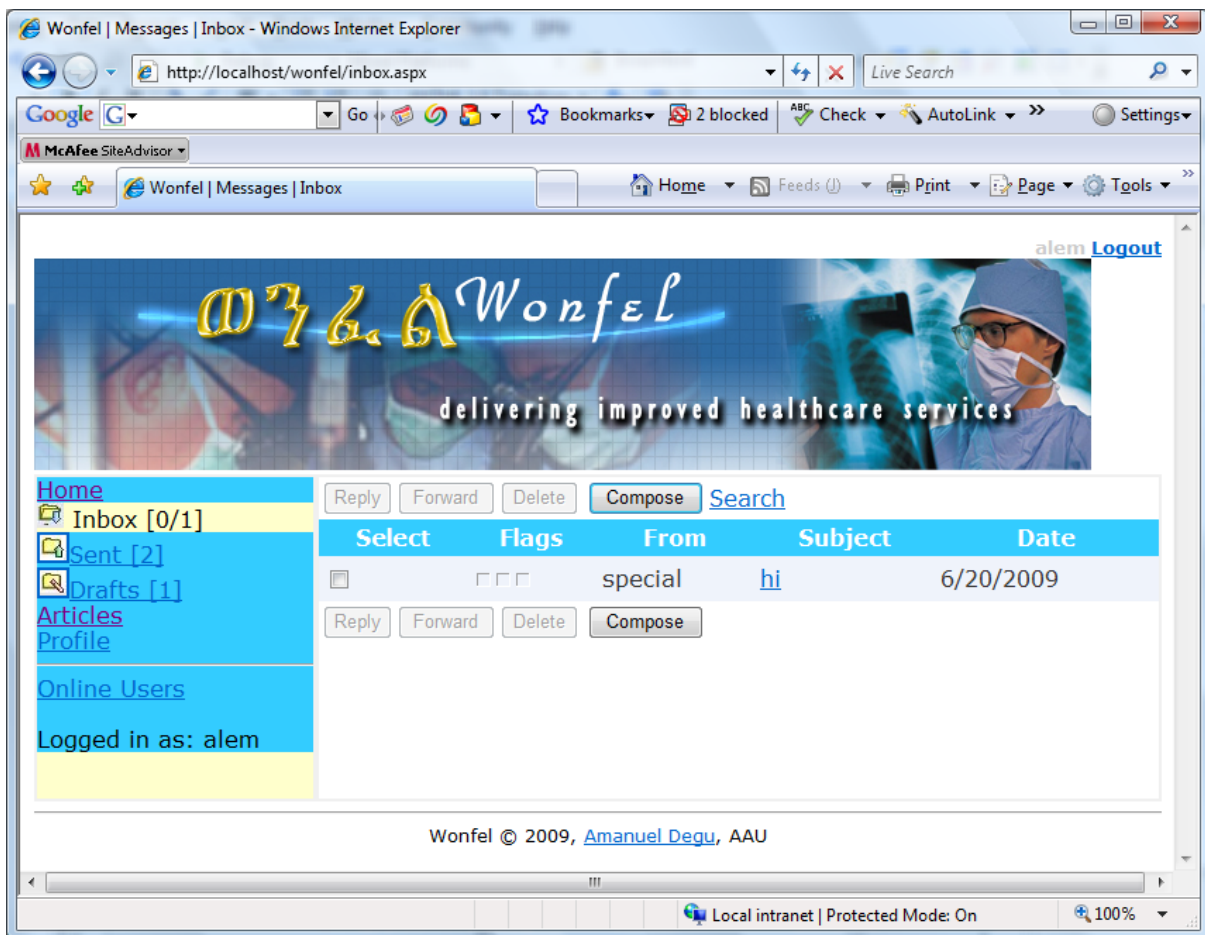 Wonfel | Messages | Inbox - Windows Internet Explorer
http://localhost/wonfel/inbox.aspx
Live Search
Google G Go Bookmarks 2 blocked ABC Check AutoLink >> Settings
M McAfee SiteAdvisor
Wonfel | Messages | Inbox Home Feeds (J) Print Page Tools >>
alem Logout
ወንፈል Wonfel
delivering improved healthcare services
Home
Inbox [0/1]
Sent [2]
Drafts [1]
Articles
Profile
Online Users
Logged in as: alem
Reply Forward Delete Compose Search
Select Flags From Subject Date
special hi 6/20/2009
Reply Forward Delete Compose
Wonfel © 2009, Amanuel Degu, AAU
Local intranet | Protected Mode: On 100%